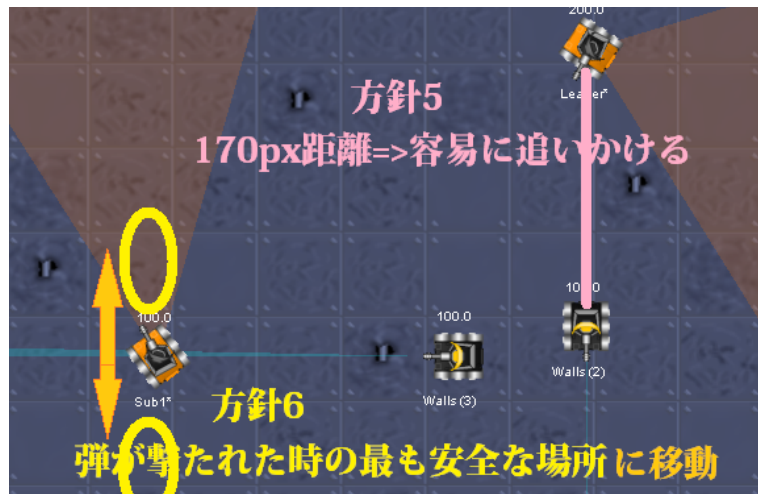 200.0
Leader*
方針5
170px距離=>容易に追いかける
100.0
100.0
100.0
Sub1*
Walls (3)
Walls (2)
方針6
弾が撃たれた時の最も安全な場所に移動